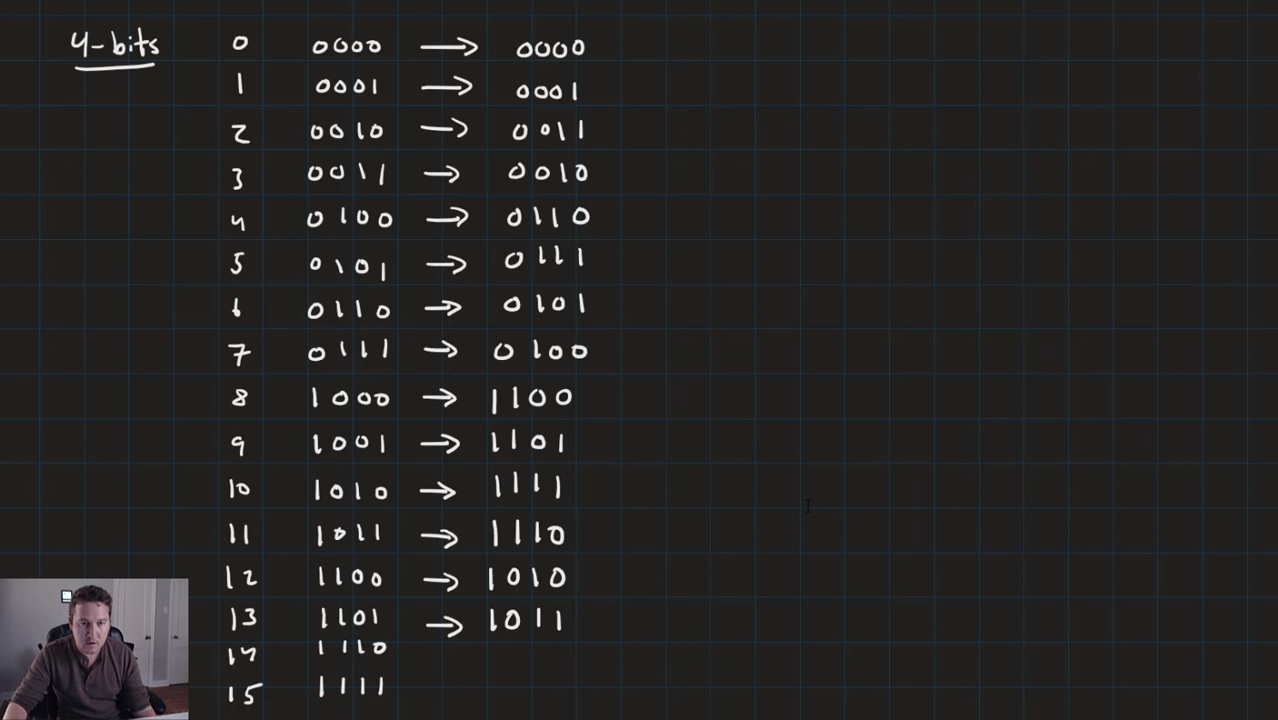 4-bits 0 0000 → 0000
1 0001 → 0001
2 0010 → 0011
3 0011 → 0010
4 0100 → 0110
5 0101 → 0111
6 0110 → 0101
7 0111 → 0100
8 1000 → 1100
9 1001 → 1101
10 1010 → 1111
11 1011 → 1110
12 1100 → 1010
13 1101 → 1011
14 1110
15 1111